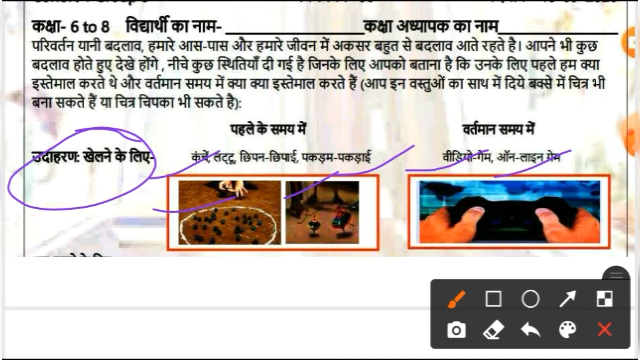 कक्षा- 6 to 8 विद्यार्थी का नाम- ____________________कक्षा अध्यापक का नाम____________________
परिवर्तन यानी बदलाव, हमारे आस-पास और हमारे जीवन में अकसर बहुत से बदलाव आते रहते है। आपने भी कुछ
बदलाव होते हुए देखे होंगे , नीचे कुछ स्थितियाँ दी गई है जिनके लिए आपको बताना है कि उनके लिए पहले हम क्या
इस्तेमाल करते थे और वर्तमान समय में क्या क्या इस्तेमाल करते हैं (आप इन वस्तुओं का साथ में दिये बक्से में चित्र भी
बना सकते हैं या चित्र चिपका भी सकते है):
पहले के समय में वर्तमान समय में
उदाहरण: खेलने के लिए- कंचें, लट्टू, छिपन-छिपाई, पकड़म-पकड़ाई वीडियो-गेम, ऑन-लाइन गेम